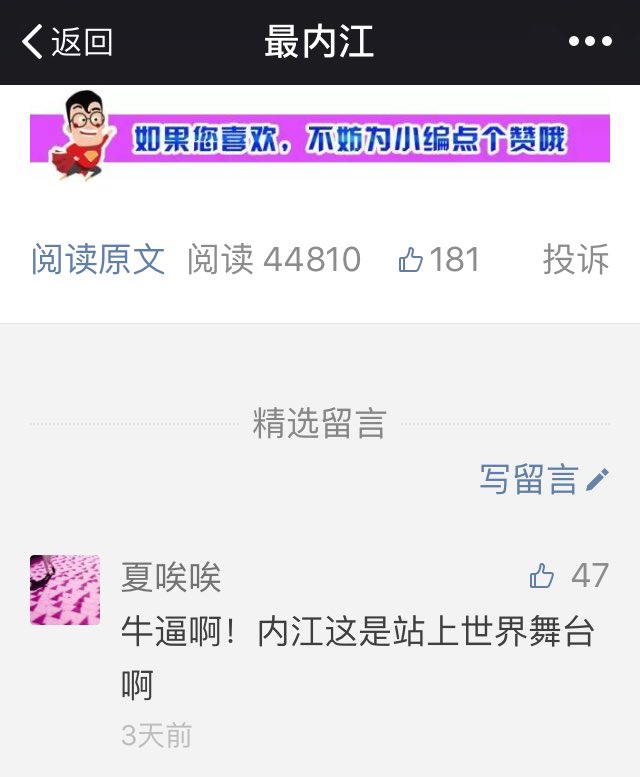 返回
最内江
如果您喜欢，不妨为小编点个赞哦
阅读原文 阅读 44810 181 投诉
精选留言
写留言
夏唉唉 47
牛逼啊！内江这是站上世界舞台
啊
3天前